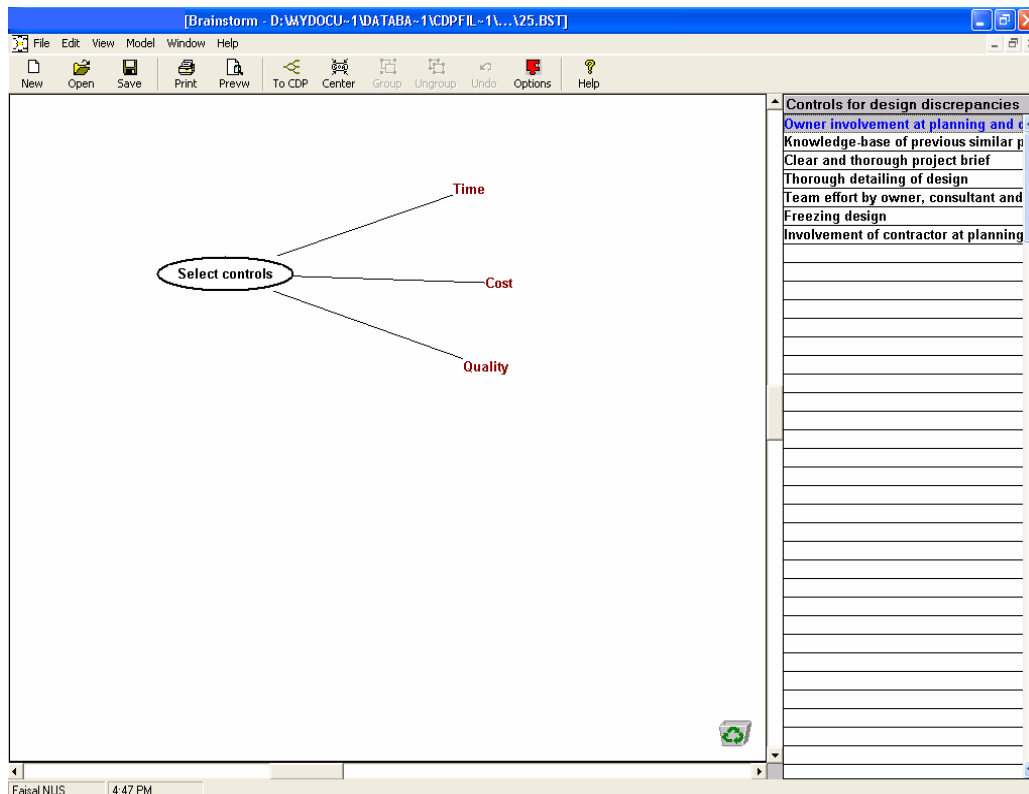 [Brainstorm - D:\MYDOCU~1\DATABA~1\CDPFIL~1\...\25.BST]
File Edit View Model Window Help
New Open Save Print Prevw To CDP Center Group Ungroup Undo Options Help
Controls for design discrepancies
Owner involvement at planning and
Knowledge-base of previous similar
Clear and thorough project brief
Thorough detailing of design
Team effort by owner, consultant and
Freezing design
Involvement of contractor at planning
Time
Select controls
Cost
Quality
Faisal NUS 4:47 PM